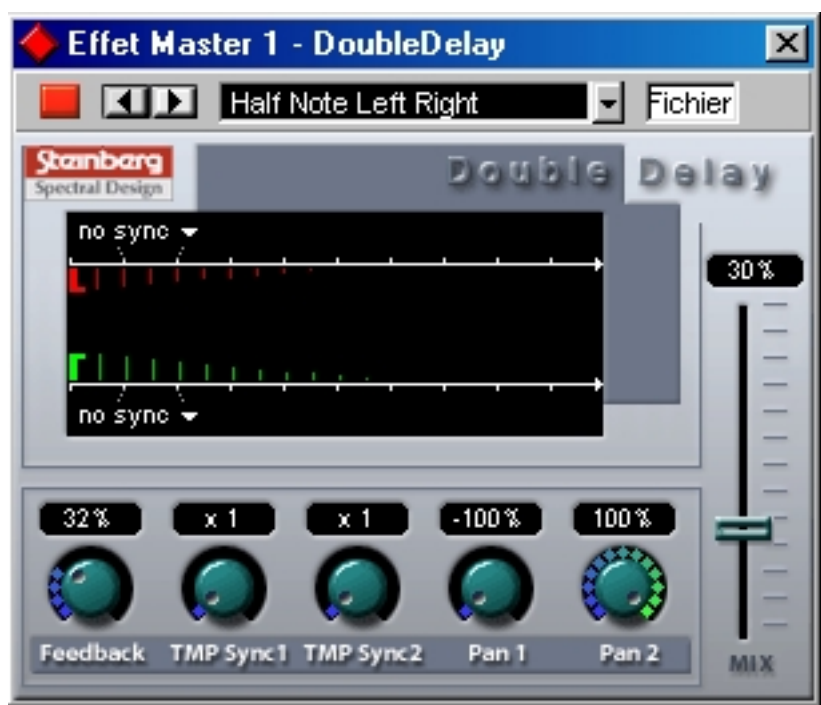 Effet Master 1 - DoubleDelay
Half Note Left Right
Fichier
Steinberg
Spectral Design
Double Delay
no sync
30%
no sync
32% x 1 x 1 -100% 100%
Feedback TMP Sync1 TMP Sync2 Pan 1 Pan 2
MIX